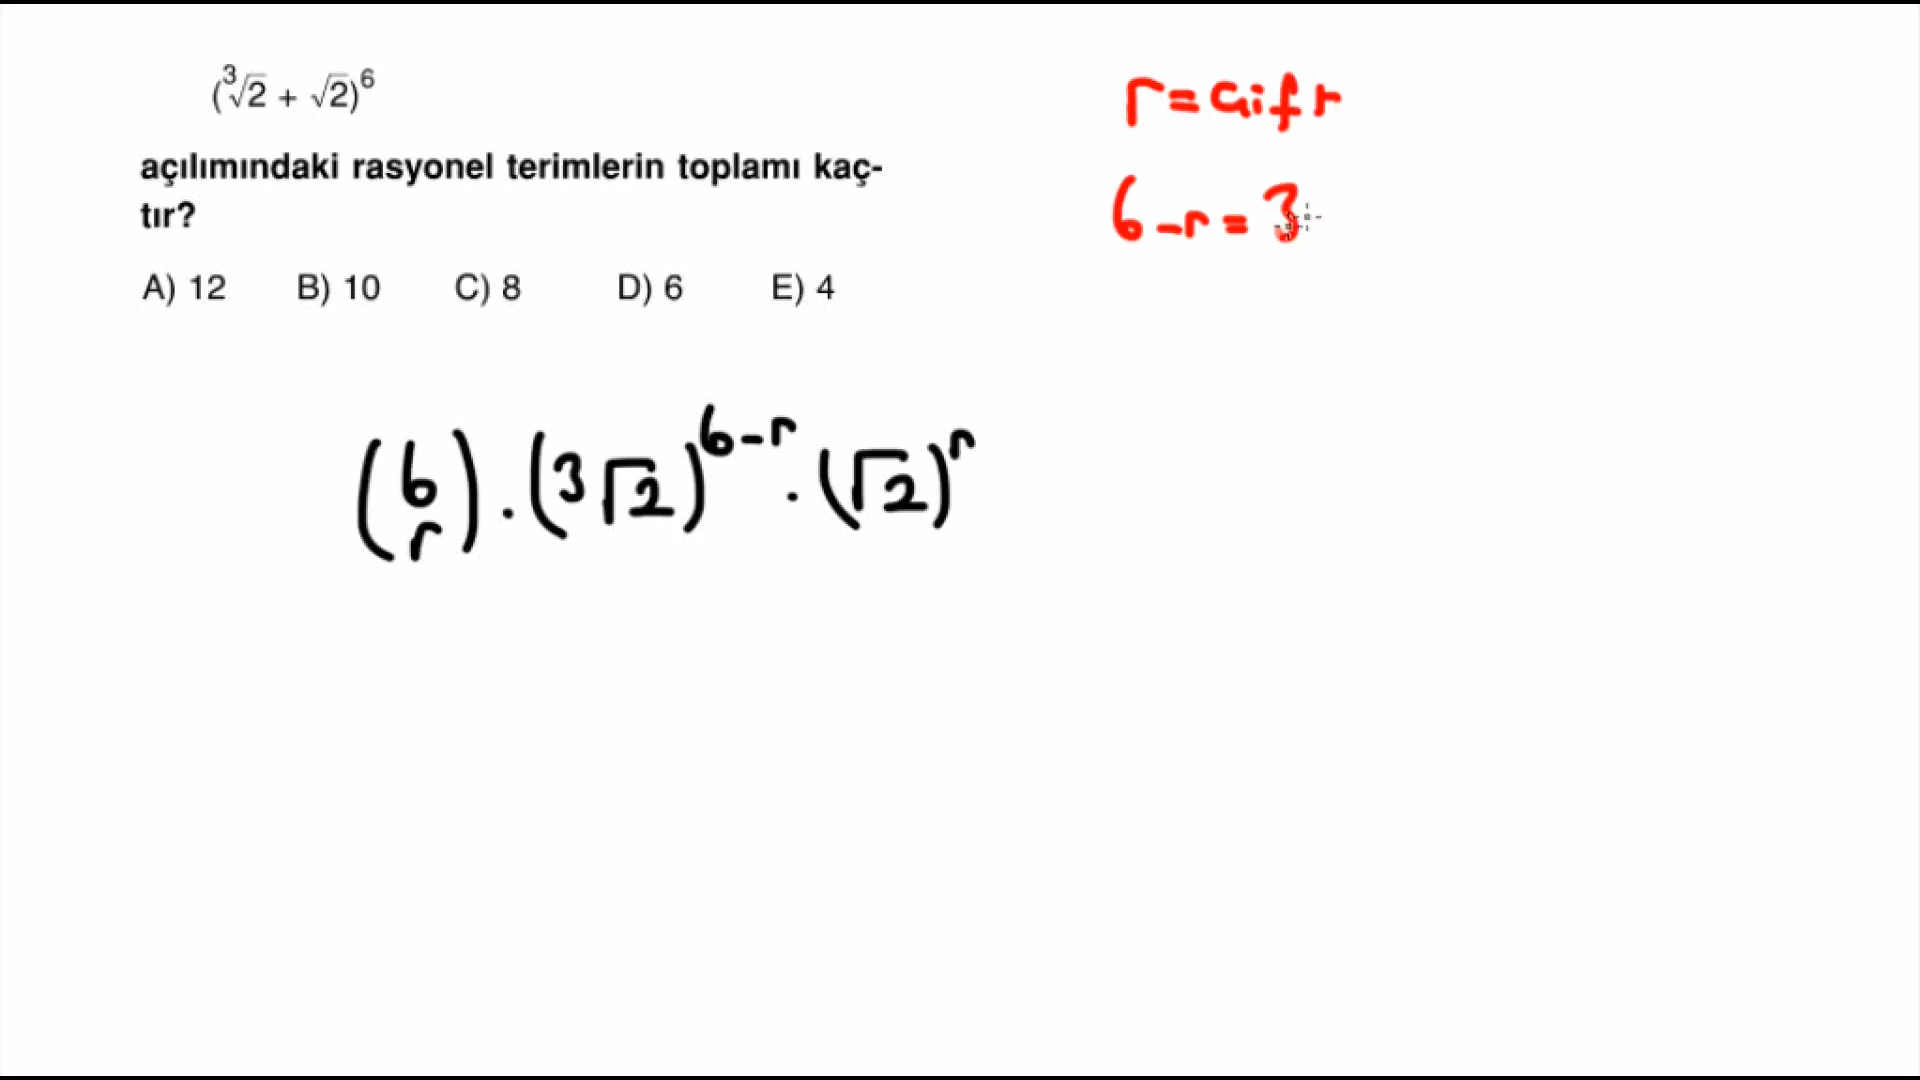 (³√2 + √2)⁶
açılımındaki rasyonel terimlerin toplamı kaç-
tır?
A) 12 B) 10 C) 8 D) 6 E) 4
r = çift
6-r = 3
(6 r) . (³√2)⁶⁻ʳ . (√2)ʳ